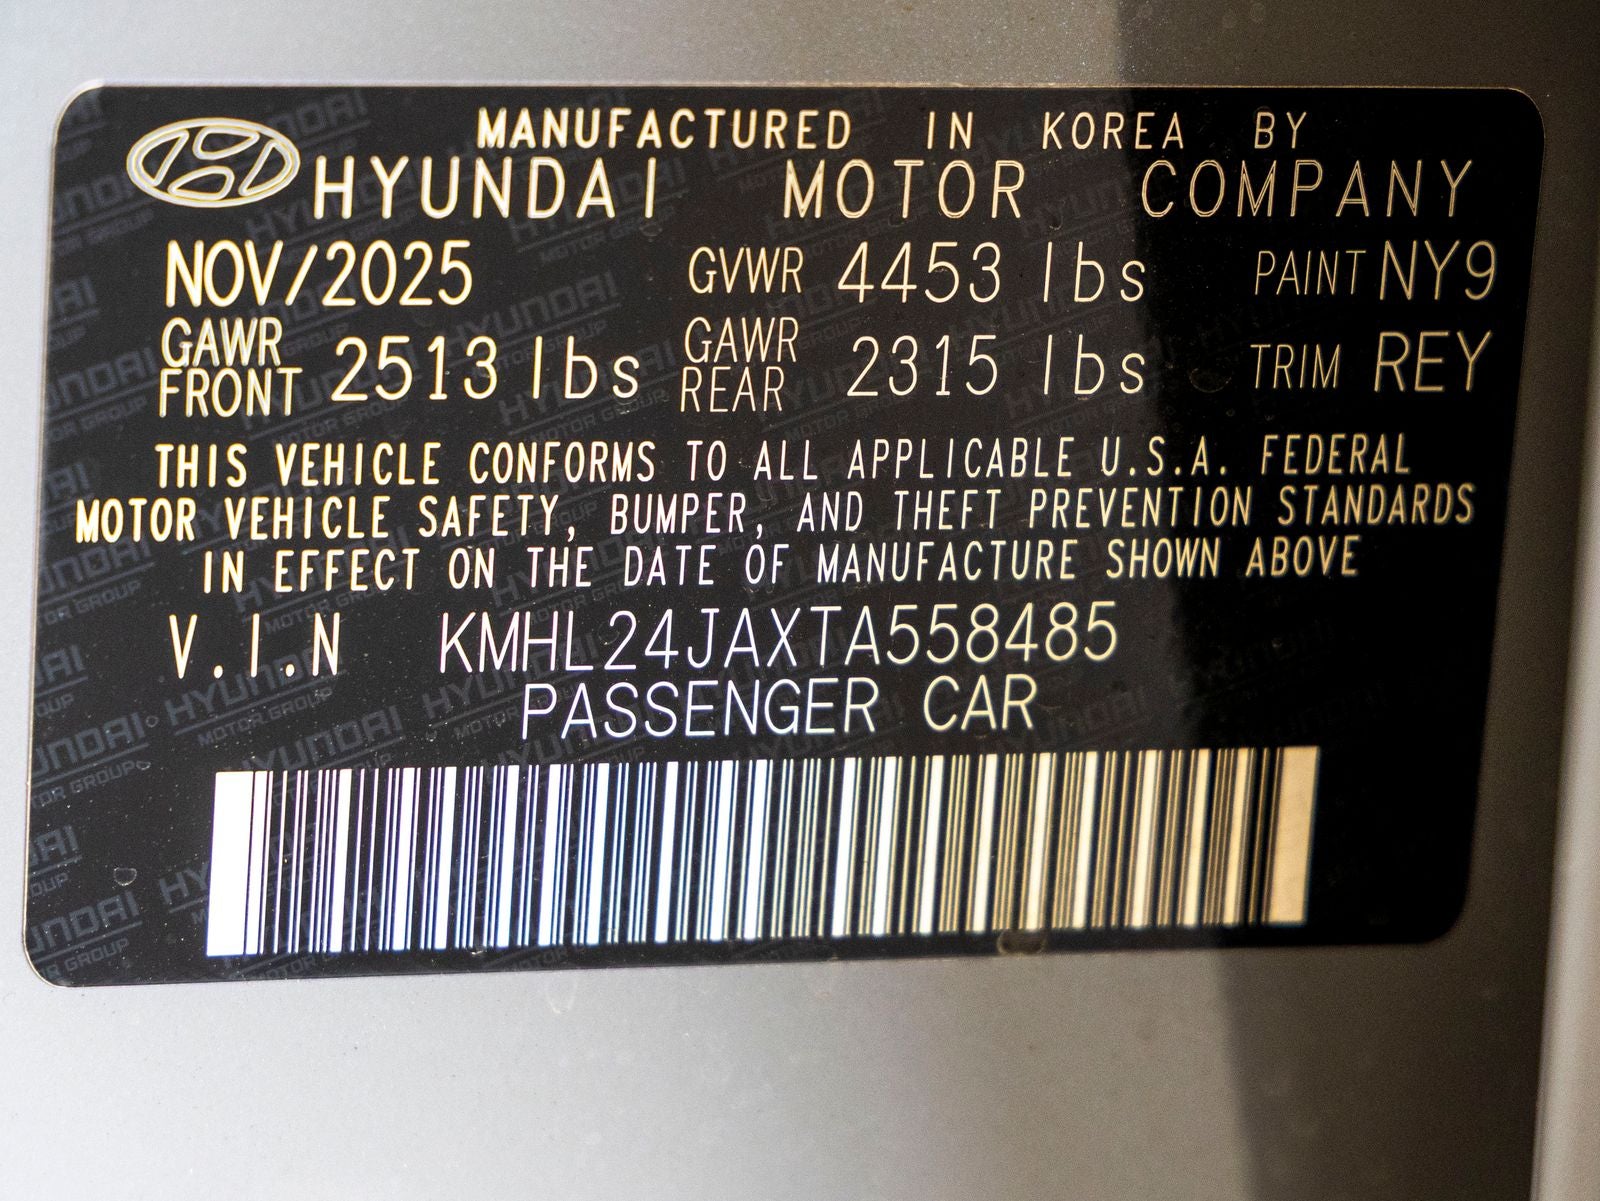 MANUFACTURED IN KOREA BY
HYUNDAI MOTOR COMPANY
NOV/2025 GVWR 4453 lbs PAINT NY9
GAWR FRONT 2513 lbs GAWR REAR 2315 lbs TRIM REY
THIS VEHICLE CONFORMS TO ALL APPLICABLE U.S.A. FEDERAL
MOTOR VEHICLE SAFETY, BUMPER, AND THEFT PREVENTION STANDARDS
IN EFFECT ON THE DATE OF MANUFACTURE SHOWN ABOVE
V.I.N KMHL24JAXTA558485
PASSENGER CAR